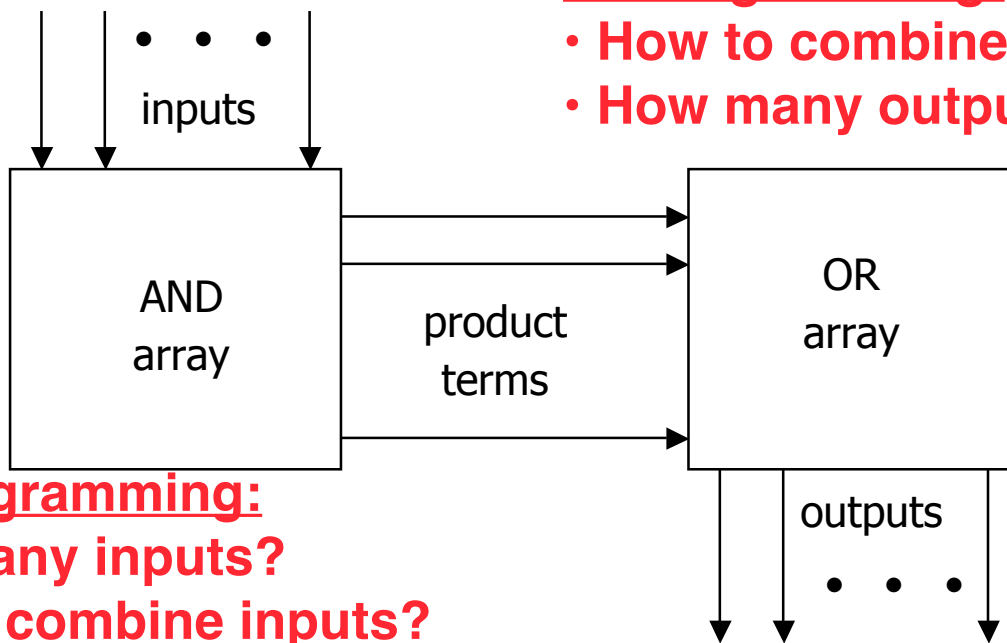 • How to combine
• How many outpu
inputs
AND
array
product
terms
OR
array
gramming:
any inputs?
combine inputs?
outputs